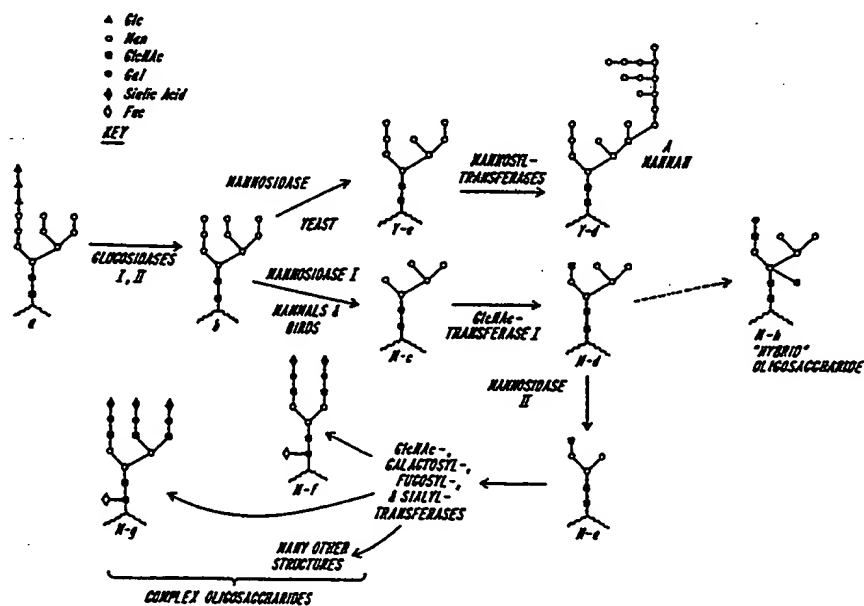 Glc
Man
GlcNAc
Gal
Sialic Acid
Fuc
KEY
a
GLUCOSIDASES
I, II
b
MANNOSIDASE
YEAST
MANNOSIDASE I
MAMMALS &
BIRDS
Y-c
MANNOSYL-
TRANSFERASES
A
MANNAN
Y-d
M-c
GlcNAc-
TRANSFERASE I
M-d
M-h
"HYBRID"
OLIGOSACCHARIDE
MANNOSIDASE
II
M-e
GlcNAc-,
GALACTOSYL-,
FUCOSYL-,
& SIALYL-
TRANSFERASES
M-f
M-g
MANY OTHER
STRUCTURES
COMPLEX OLIGOSACCHARIDES